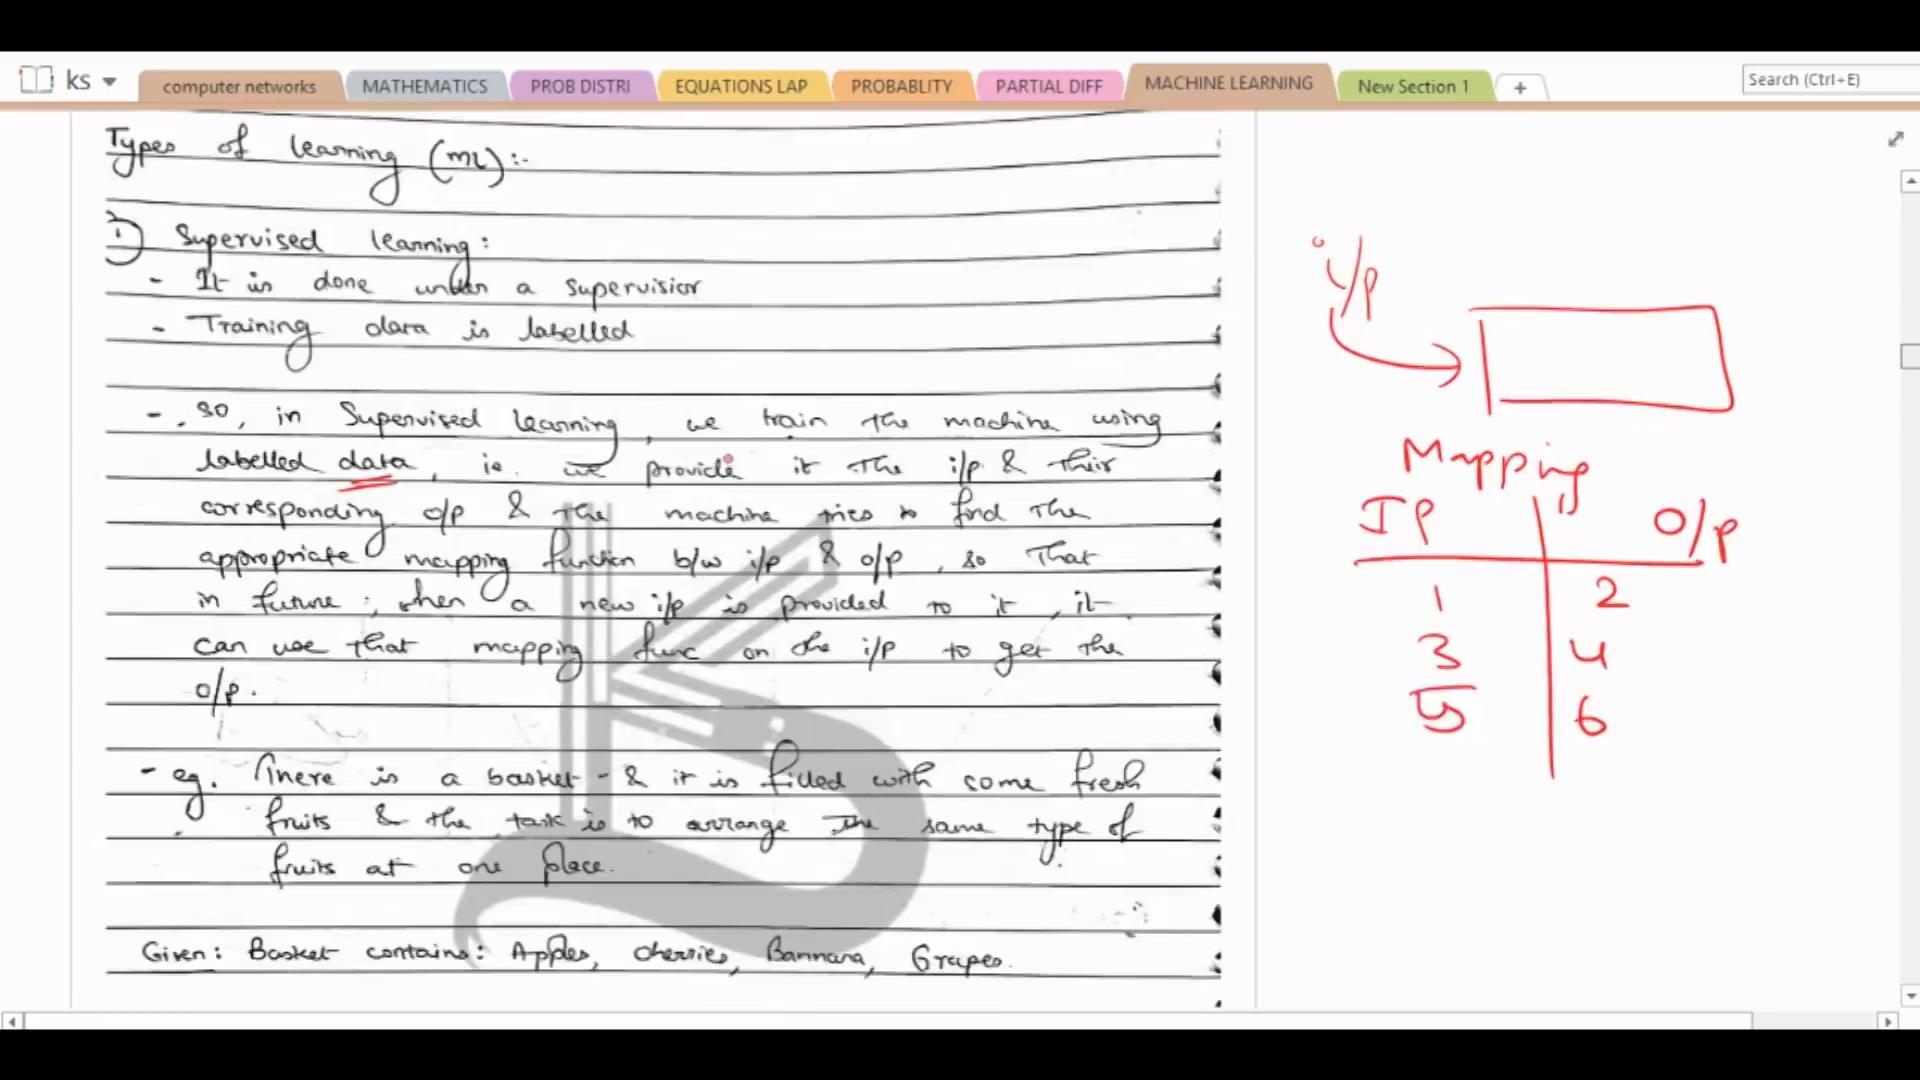 ks
computer networks
MATHEMATICS
PROB DISTRI
EQUATIONS LAP
PROBABLITY
PARTIAL DIFF
MACHINE LEARNING
New Section 1
+
Search (Ctrl+E)
Types of learning (ML):-
1) Supervised learning:
- It is done under a supervisior
- Training data is labelled
- so, in Supervised learning, we train the machine using
labelled data, ie. we provide it the i/p & their
corresponding o/p & the machine tries to find the
appropriate mapping function b/w i/p & o/p, so that
in future, when a new i/p is provided to it, it
can use that mapping func on the i/p to get the
o/p.
- eg. There is a basket & it is filled with some fresh
fruits & the task is to arrange the same type of
fruits at one place.
Given: Basket contains: Apples, cherries, Bannana, Grapes.
i/p
Mapping
IP O/p
1 2
3 4
5 6